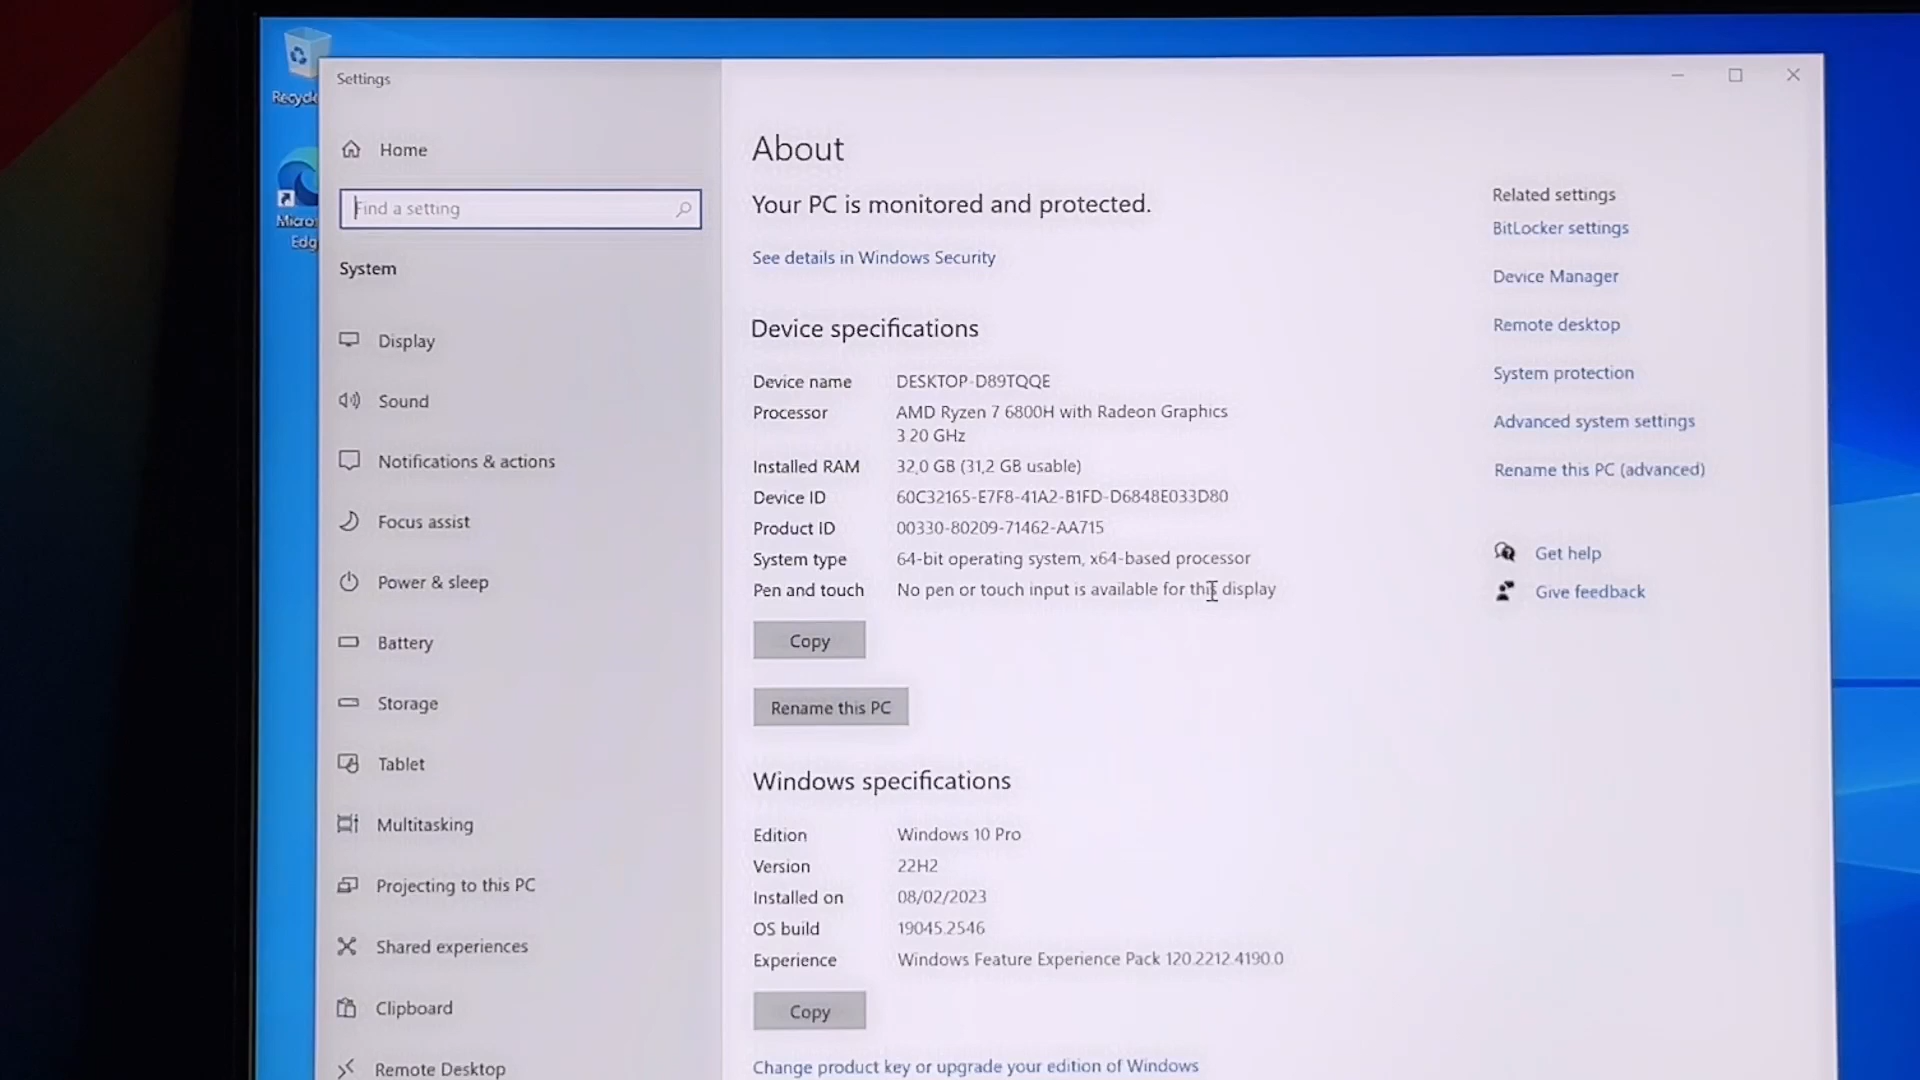 Settings
Home
Find a setting
System
Display
Sound
Notifications & actions
Focus assist
Power & sleep
Battery
Storage
Tablet
Multitasking
Projecting to this PC
Shared experiences
Clipboard
Remote Desktop
About
Your PC is monitored and protected.
See details in Windows Security
Device specifications
Device name DESKTOP-D89TQQE
Processor AMD Ryzen 7 6800H with Radeon Graphics
3.20 GHz
Installed RAM 32,0 GB (31,2 GB usable)
Device ID 60C32165-E7F8-41A2-B1FD-D6848E033D80
Product ID 00330-80209-71462-AA715
System type 64-bit operating system, x64-based processor
Pen and touch No pen or touch input is available for this display
Copy
Rename this PC
Windows specifications
Edition Windows 10 Pro
Version 22H2
Installed on 08/02/2023
OS build 19045.2546
Experience Windows Feature Experience Pack 120.2212.4190.0
Copy
Change product key or upgrade your edition of Windows
Related settings
BitLocker settings
Device Manager
Remote desktop
System protection
Advanced system settings
Rename this PC (advanced)
Get help
Give feedback